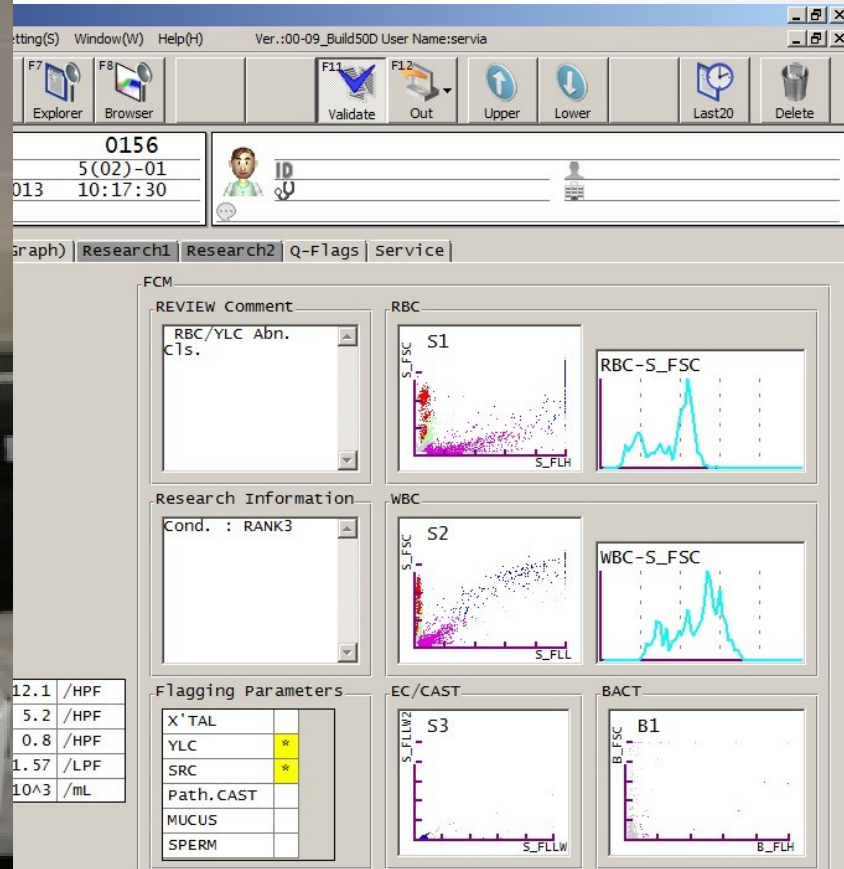 etting(S) Window(W) Help(H) Ver.:00-09_Build50D User Name:servia
F7 F8 F11 F12
Explorer Browser Validate Out Upper Lower Last20 Delete
0156
5(02)-01
013 10:17:30
ID
Graph) Research1 Research2 Q-Flags Service
FCM
REVIEW Comment
RBC/YLC Abn.
Cls.
RBC
S1
S_FSC
S_FLH
RBC-S_FSC
Research Information
Cond. : RANK3
WBC
S2
S_FSC
S_FLL
WBC-S_FSC
12.1 /HPF
5.2 /HPF
0.8 /HPF
1.57 /LPF
10^3 /mL
Flagging Parameters
X'TAL
YLC *
SRC *
Path.CAST
MUCUS
SPERM
EC/CAST
S3
S_FLLW2
S_FLLW
BACT
B1
B_FSC
B_FLH